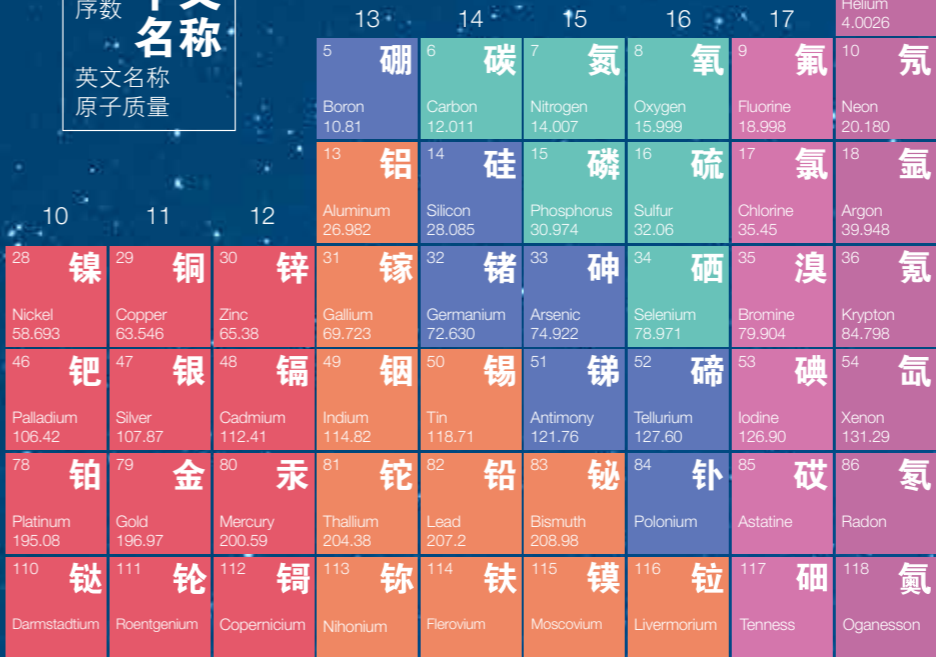 序数 中文
名称
英文名称
原子质量
13 14 15 16 17
Helium
4.0026
5 硼 6 碳 7 氮 8 氧 9 氟 10 氖
Boron Carbon Nitrogen Oxygen Fluorine Neon
10.81 12.011 14.007 15.999 18.998 20.180
13 铝 14 硅 15 磷 16 硫 17 氯 18 氩
Aluminum Silicon Phosphorus Sulfur Chlorine Argon
26.982 28.085 30.974 32.06 35.45 39.948
10 11 12
28 镍 29 铜 30 锌 31 镓 32 锗 33 砷 34 硒 35 溴 36 氪
Nickel Copper Zinc Gallium Germanium Arsenic Selenium Bromine Krypton
58.693 63.546 65.38 69.723 72.630 74.922 78.971 79.904 84.798
46 钯 47 银 48 镉 49 铟 50 锡 51 锑 52 碲 53 碘 54 氙
Palladium Silver Cadmium Indium Tin Antimony Tellurium Iodine Xenon
106.42 107.87 112.41 114.82 118.71 121.76 127.60 126.90 131.29
78 铂 79 金 80 汞 81 铊 82 铅 83 铋 84 钋 85 砹 86 氡
Platinum Gold Mercury Thallium Lead Bismuth Polonium Astatine Radon
195.08 196.97 200.59 204.38 207.2 208.98
110 𫟼 111 𬬭 112 鿔 113 鿭 114 𫓧 115 镆 116 𫟷 117 鿬 118 鿫
Darmstadtium Roentgenium Copernicium Nihonium Flerovium Moscovium Livermorium Tenness Oganesson